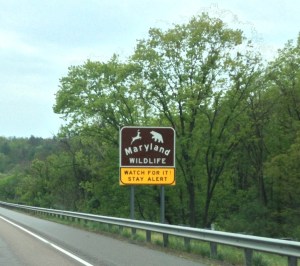 Maryland
WILDLIFE
WATCH FOR IT!
STAY ALERT